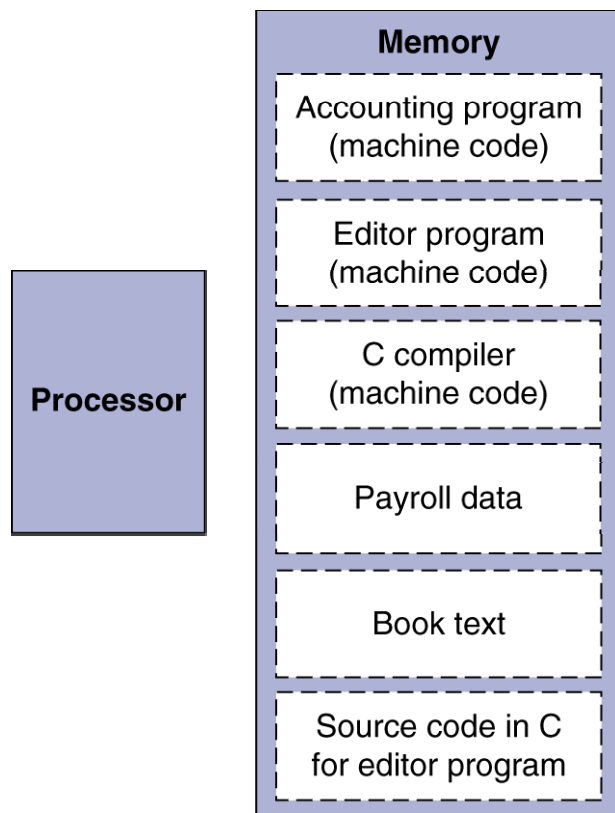 Memory
Accounting program
(machine code)
Editor program
(machine code)
C compiler
(machine code)
Processor
Payroll data
Book text
Source code in C
for editor program